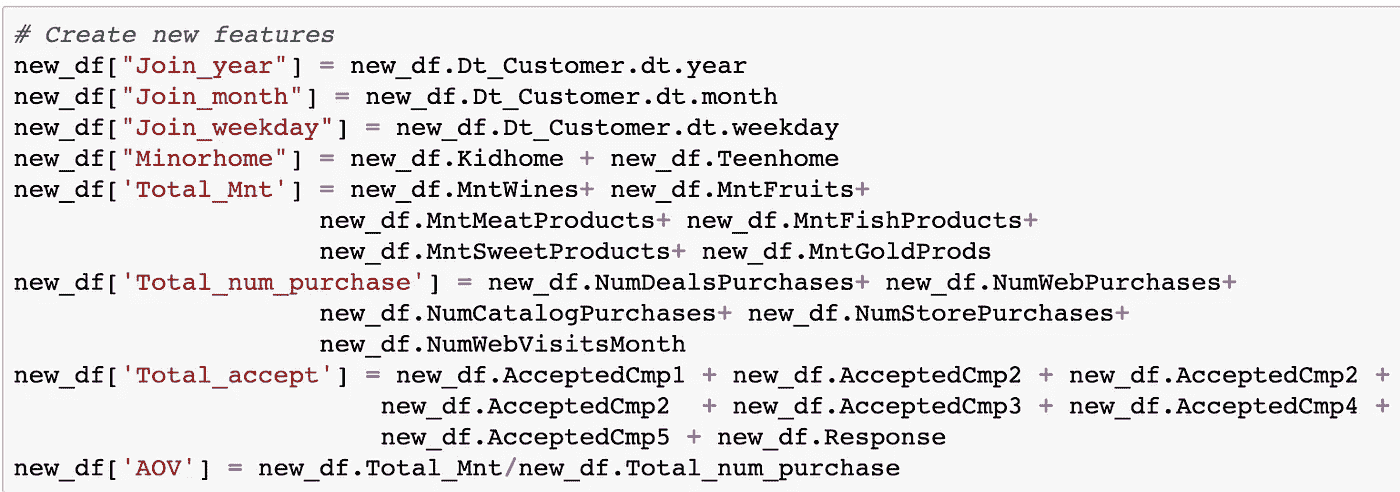 # Create new features
new_df["Join_year"] = new_df.Dt_Customer.dt.year
new_df["Join_month"] = new_df.Dt_Customer.dt.month
new_df["Join_weekday"] = new_df.Dt_Customer.dt.weekday
new_df["Minorhome"] = new_df.Kidhome + new_df.Teenhome
new_df['Total_Mnt'] = new_df.MntWines+ new_df.MntFruits+
                    new_df.MntMeatProducts+ new_df.MntFishProducts+
                    new_df.MntSweetProducts+ new_df.MntGoldProds
new_df['Total_num_purchase'] = new_df.NumDealsPurchases+ new_df.NumWebPurchases+
                    new_df.NumCatalogPurchases+ new_df.NumStorePurchases+
                    new_df.NumWebVisitsMonth
new_df['Total_accept'] = new_df.AcceptedCmp1 + new_df.AcceptedCmp2 + new_df.AcceptedCmp2 +
                        new_df.AcceptedCmp2  + new_df.AcceptedCmp3 + new_df.AcceptedCmp4 +
                        new_df.AcceptedCmp5 + new_df.Response
new_df['AOV'] = new_df.Total_Mnt/new_df.Total_num_purchase